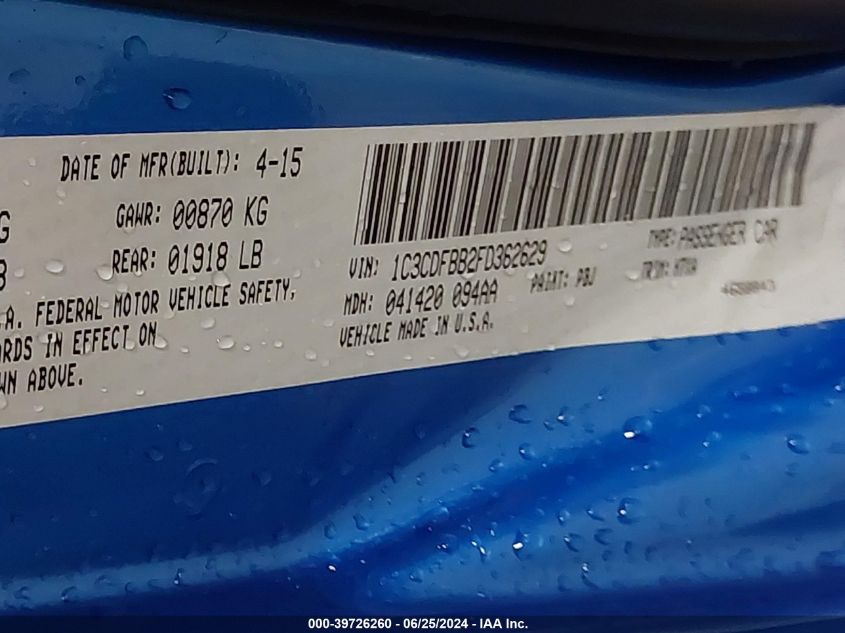 DATE OF MFR(BUILT): 4-15
G GAWR: 00870 KG
B REAR: 01918 LB
.A. FEDERAL MOTOR VEHICLE SAFETY,
ARDS IN EFFECT ON
WN ABOVE.
VIN: 1C3CDFBB2FD362629 TYPE: PASSENGER CAR
MDH: 041420 094AA PAINT: PBJ TRIM:
VEHICLE MADE IN U.S.A.
000-39726260 - 06/25/2024 - IAA Inc.